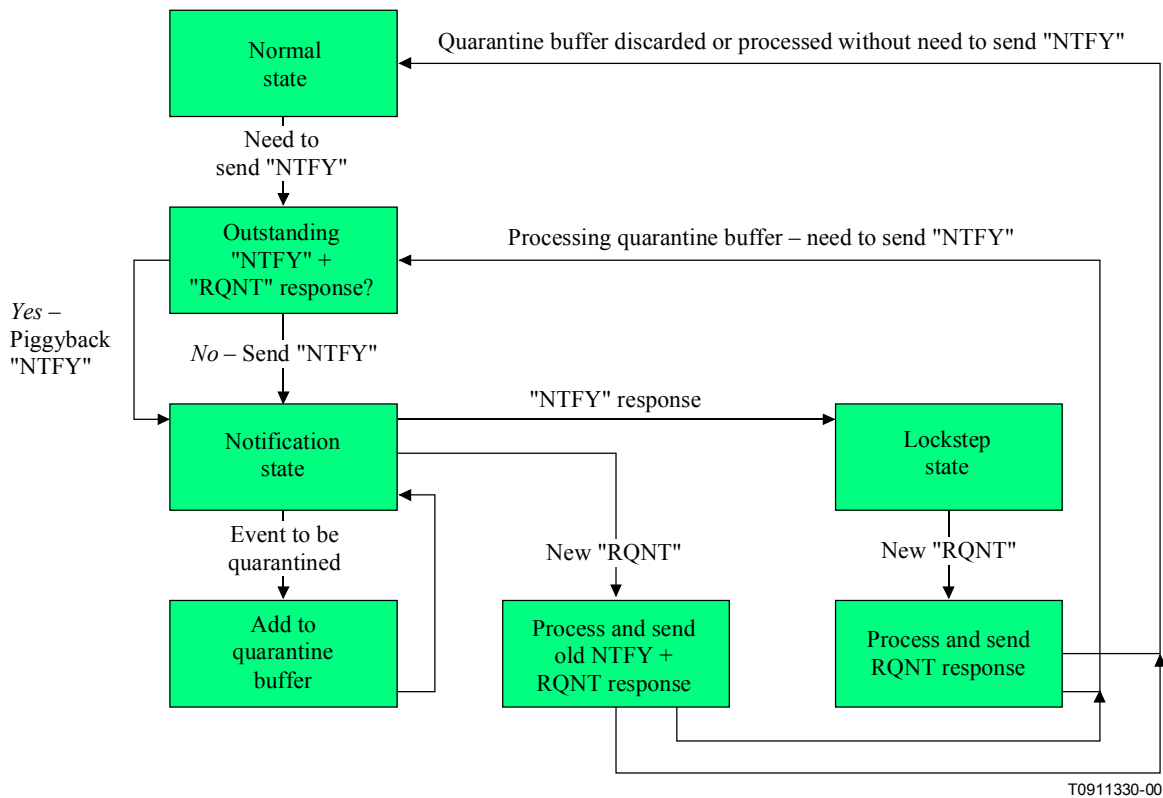 Normal
state
Quarantine buffer discarded or processed without need to send "NTFY"
Need to
send "NTFY"
Outstanding
"NTFY" +
"RQNT" response?
Processing quarantine buffer – need to send "NTFY"
Yes –
Piggyback
"NTFY"
No – Send "NTFY"
Notification
state
"NTFY" response
Lockstep
state
Event to be
quarantined
New "RQNT"
New "RQNT"
Add to
quarantine
buffer
Process and send
old NTFY +
RQNT response
Process and send
RQNT response
T0911330-00